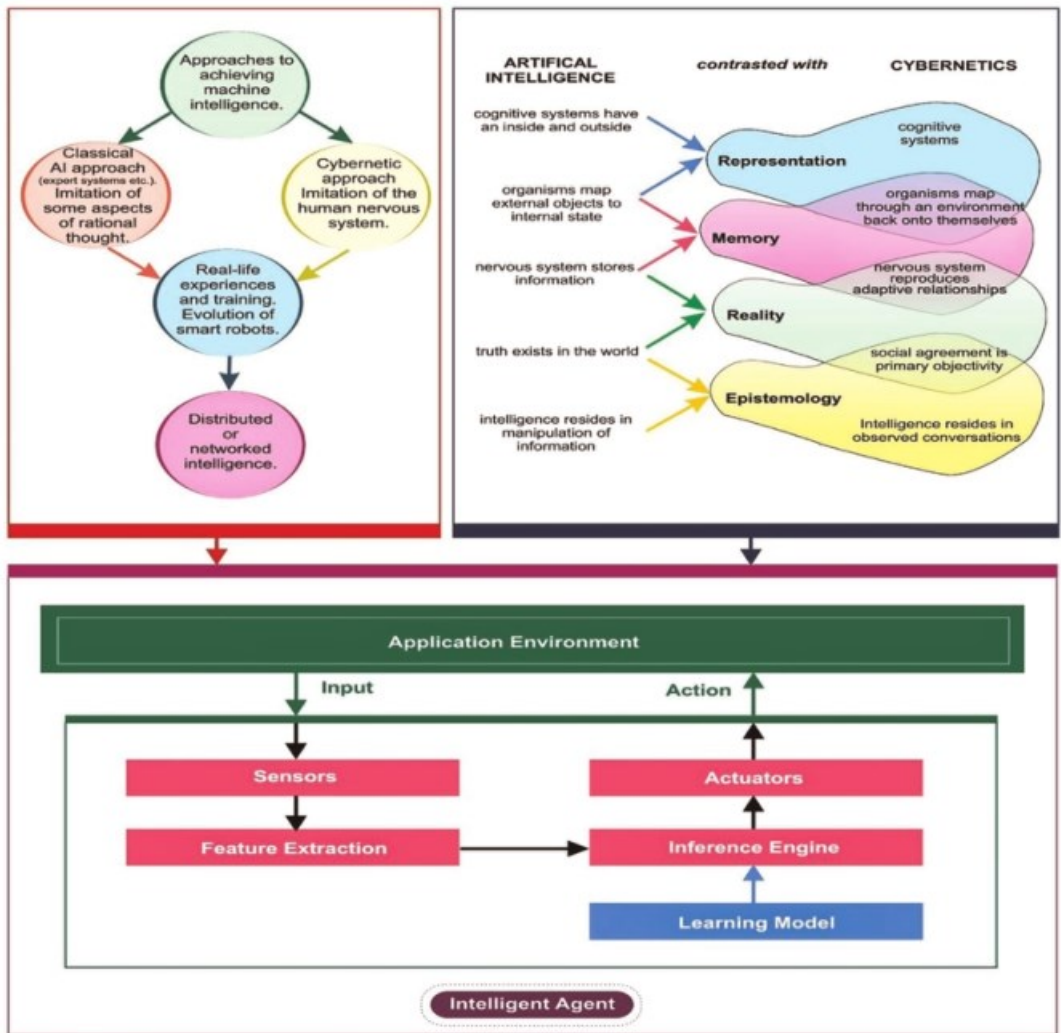 Approaches to
achieving
machine
intelligence.
Classical
AI approach
(expert systems etc.).
Imitation of
some aspects
of rational
thought.
Cybernetic
approach
Imitation of the
human nervous
system.
Real-life
experiences
and training.
Evolution of
smart robots.
Distributed
or
networked
intelligence.
ARTIFICAL
INTELLIGENCE
contrasted with
CYBERNETICS
cognitive systems have
an inside and outside
organisms map
external objects to
internal state
nervous system stores
information
truth exists in the world
intelligence resides in
manipulation of
information
Representation
cognitive
systems
organisms map
through an environment
back onto themselves
Memory
nervous system
reproduces
adaptive relationships
Reality
social agreement is
primary objectivity
Epistemology
Intelligence resides in
observed conversations
Application Environment
Input
Action
Sensors
Actuators
Feature Extraction
Inference Engine
Learning Model
Intelligent Agent